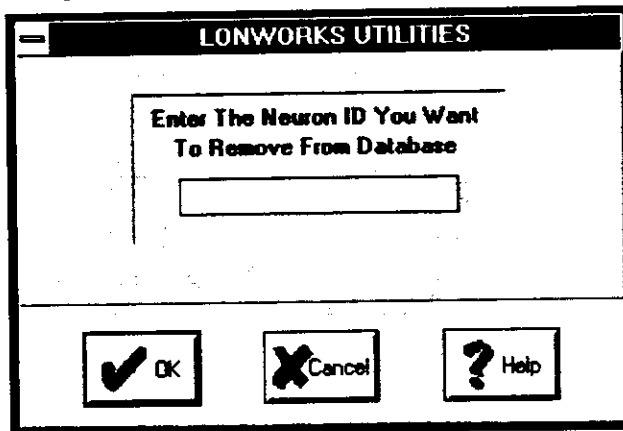 LONWORKS UTILITIES
Enter The Neuron ID You Want
To Remove From Database
OK
Cancel
Help